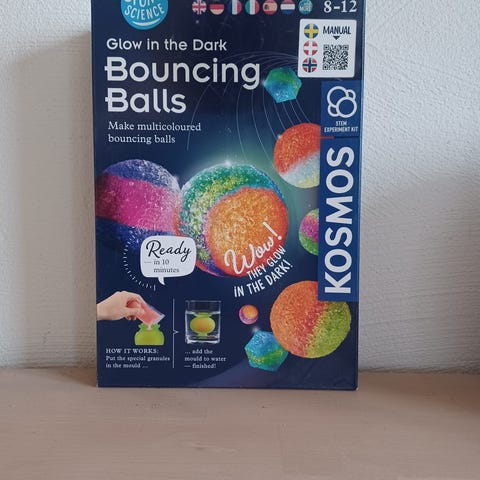 SCIENCE
8–12
MANUAL
Glow in the Dark
Bouncing
Balls
Make multicoloured
bouncing balls
STEM
EXPERIMENT KIT
KOSMOS
Ready
in 10
minutes
Wow!
THEY GLOW
IN THE DARK!
HOW IT WORKS:
Put the special granules
in the mould ...
... add the
mould to water
— finished!